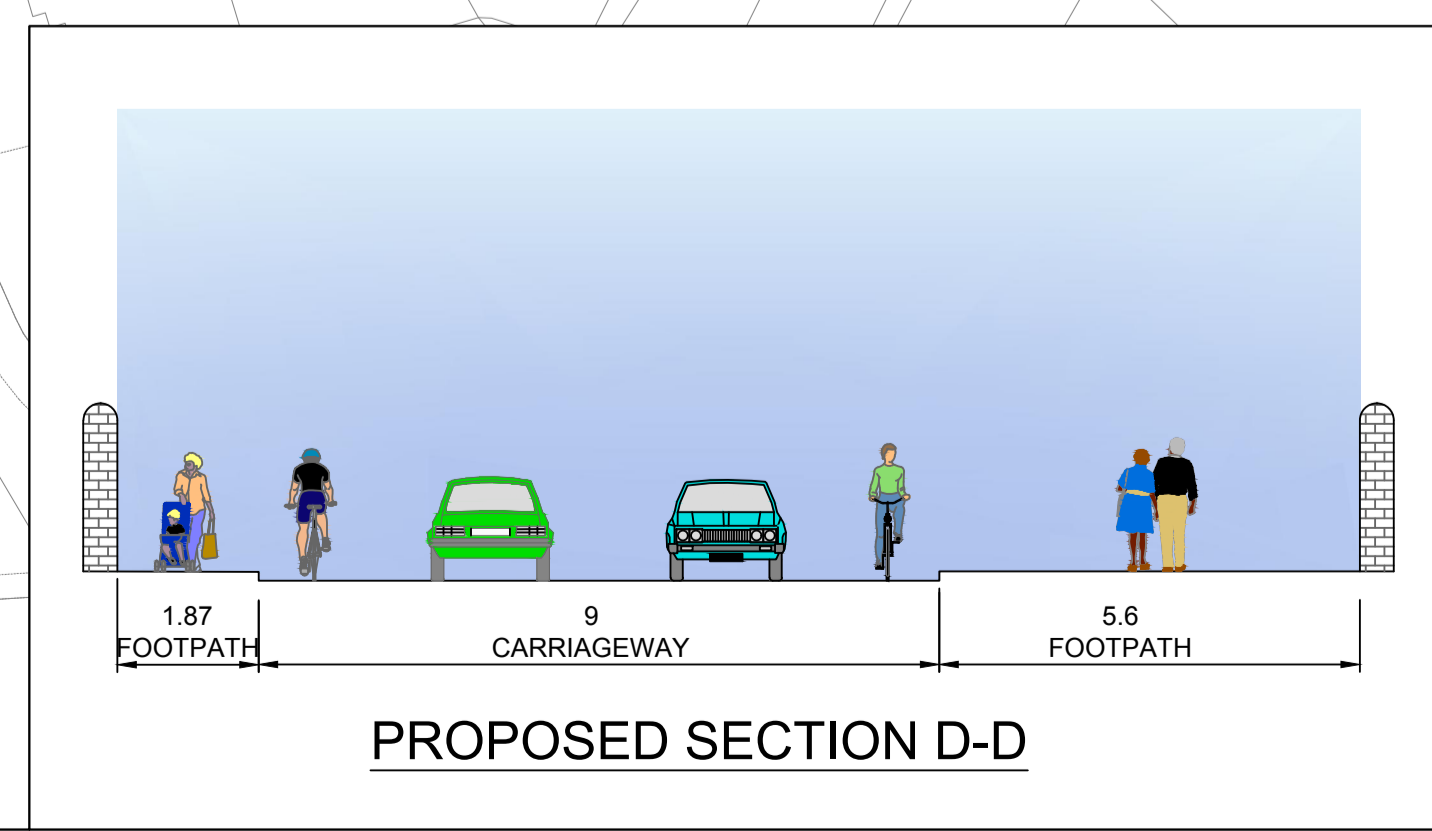 1.87
FOOTPATH
9
CARRIAGEWAY
5.6
FOOTPATH
PROPOSED SECTION D-D